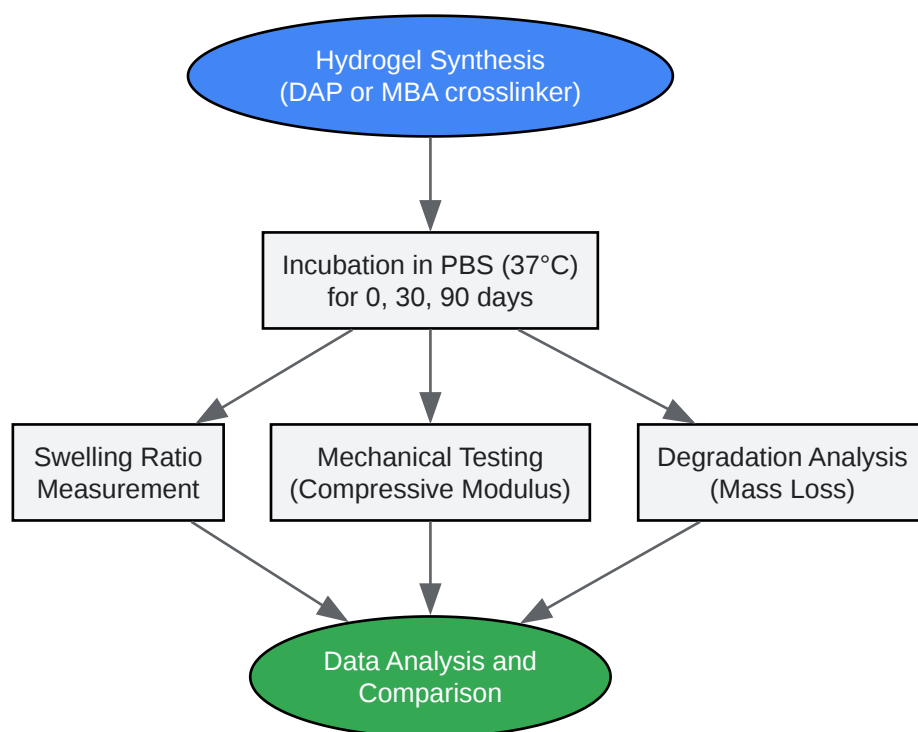 Hydrogel Synthesis
(DAP or MBA crosslinker)
Incubation in PBS (37°C)
for 0, 30, 90 days
Swelling Ratio
Measurement
Mechanical Testing
(Compressive Modulus)
Degradation Analysis
(Mass Loss)
Data Analysis and
Comparison